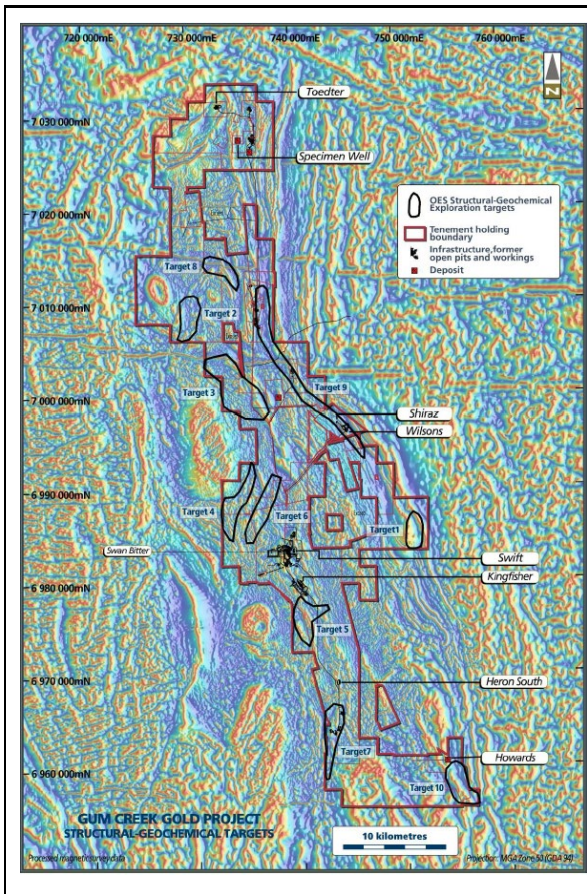 720 000mE
730 000mE
740 000mE
750 000mE
760 000mE
Toedter
N
7 030 000mN
Specimen Well
OES Structural-Geochemical
Exploration targets
Tenement holding
boundary
Infrastructure,former
open pits and workings
Deposit
7 020 000mN
Target 8
7 010 000mN
Target 2
Target 3
Target 9
7 000 000mN
Shiraz
Wilsons
6 990 000mN
Target 4
Target 6
Target1
Swan Bitter
Swift
6 980 000mN
Kingfisher
Target 5
6 970 000mN
Heron South
Target7
Howards
6 960 000mN
Target 10
GUM CREEK GOLD PROJECT
STRUCTURAL-GEOCHEMICAL TARGETS
10 kilometres
Processed magnetic survey data
Projection: MGA Zone 50 (GDA 94)